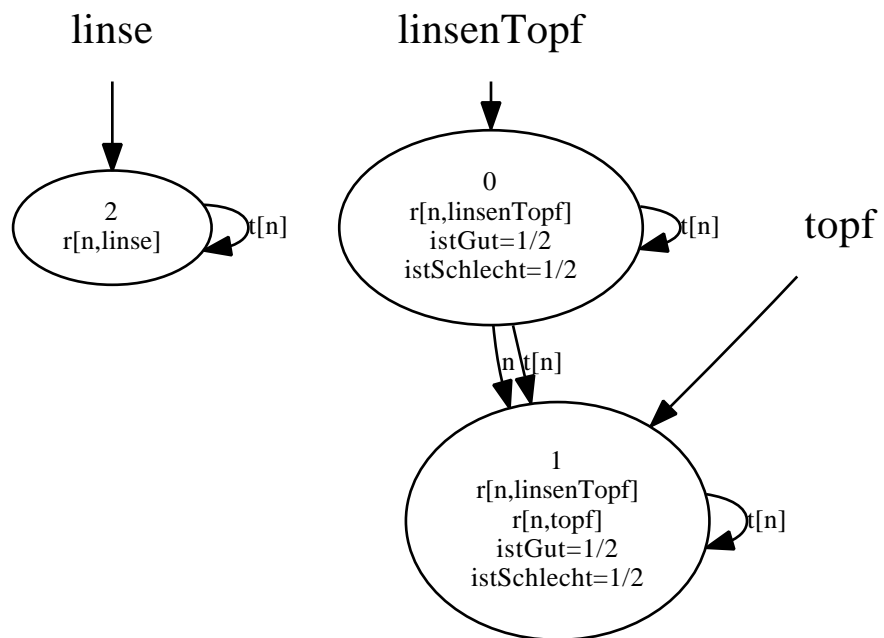 linse
linsenTopf
2
r[n,linse]
t[n]
0
r[n,linsenTopf]
istGut=1/2
istSchlecht=1/2
t[n]
topf
n
t[n]
1
r[n,linsenTopf]
r[n,topf]
istGut=1/2
istSchlecht=1/2
t[n]